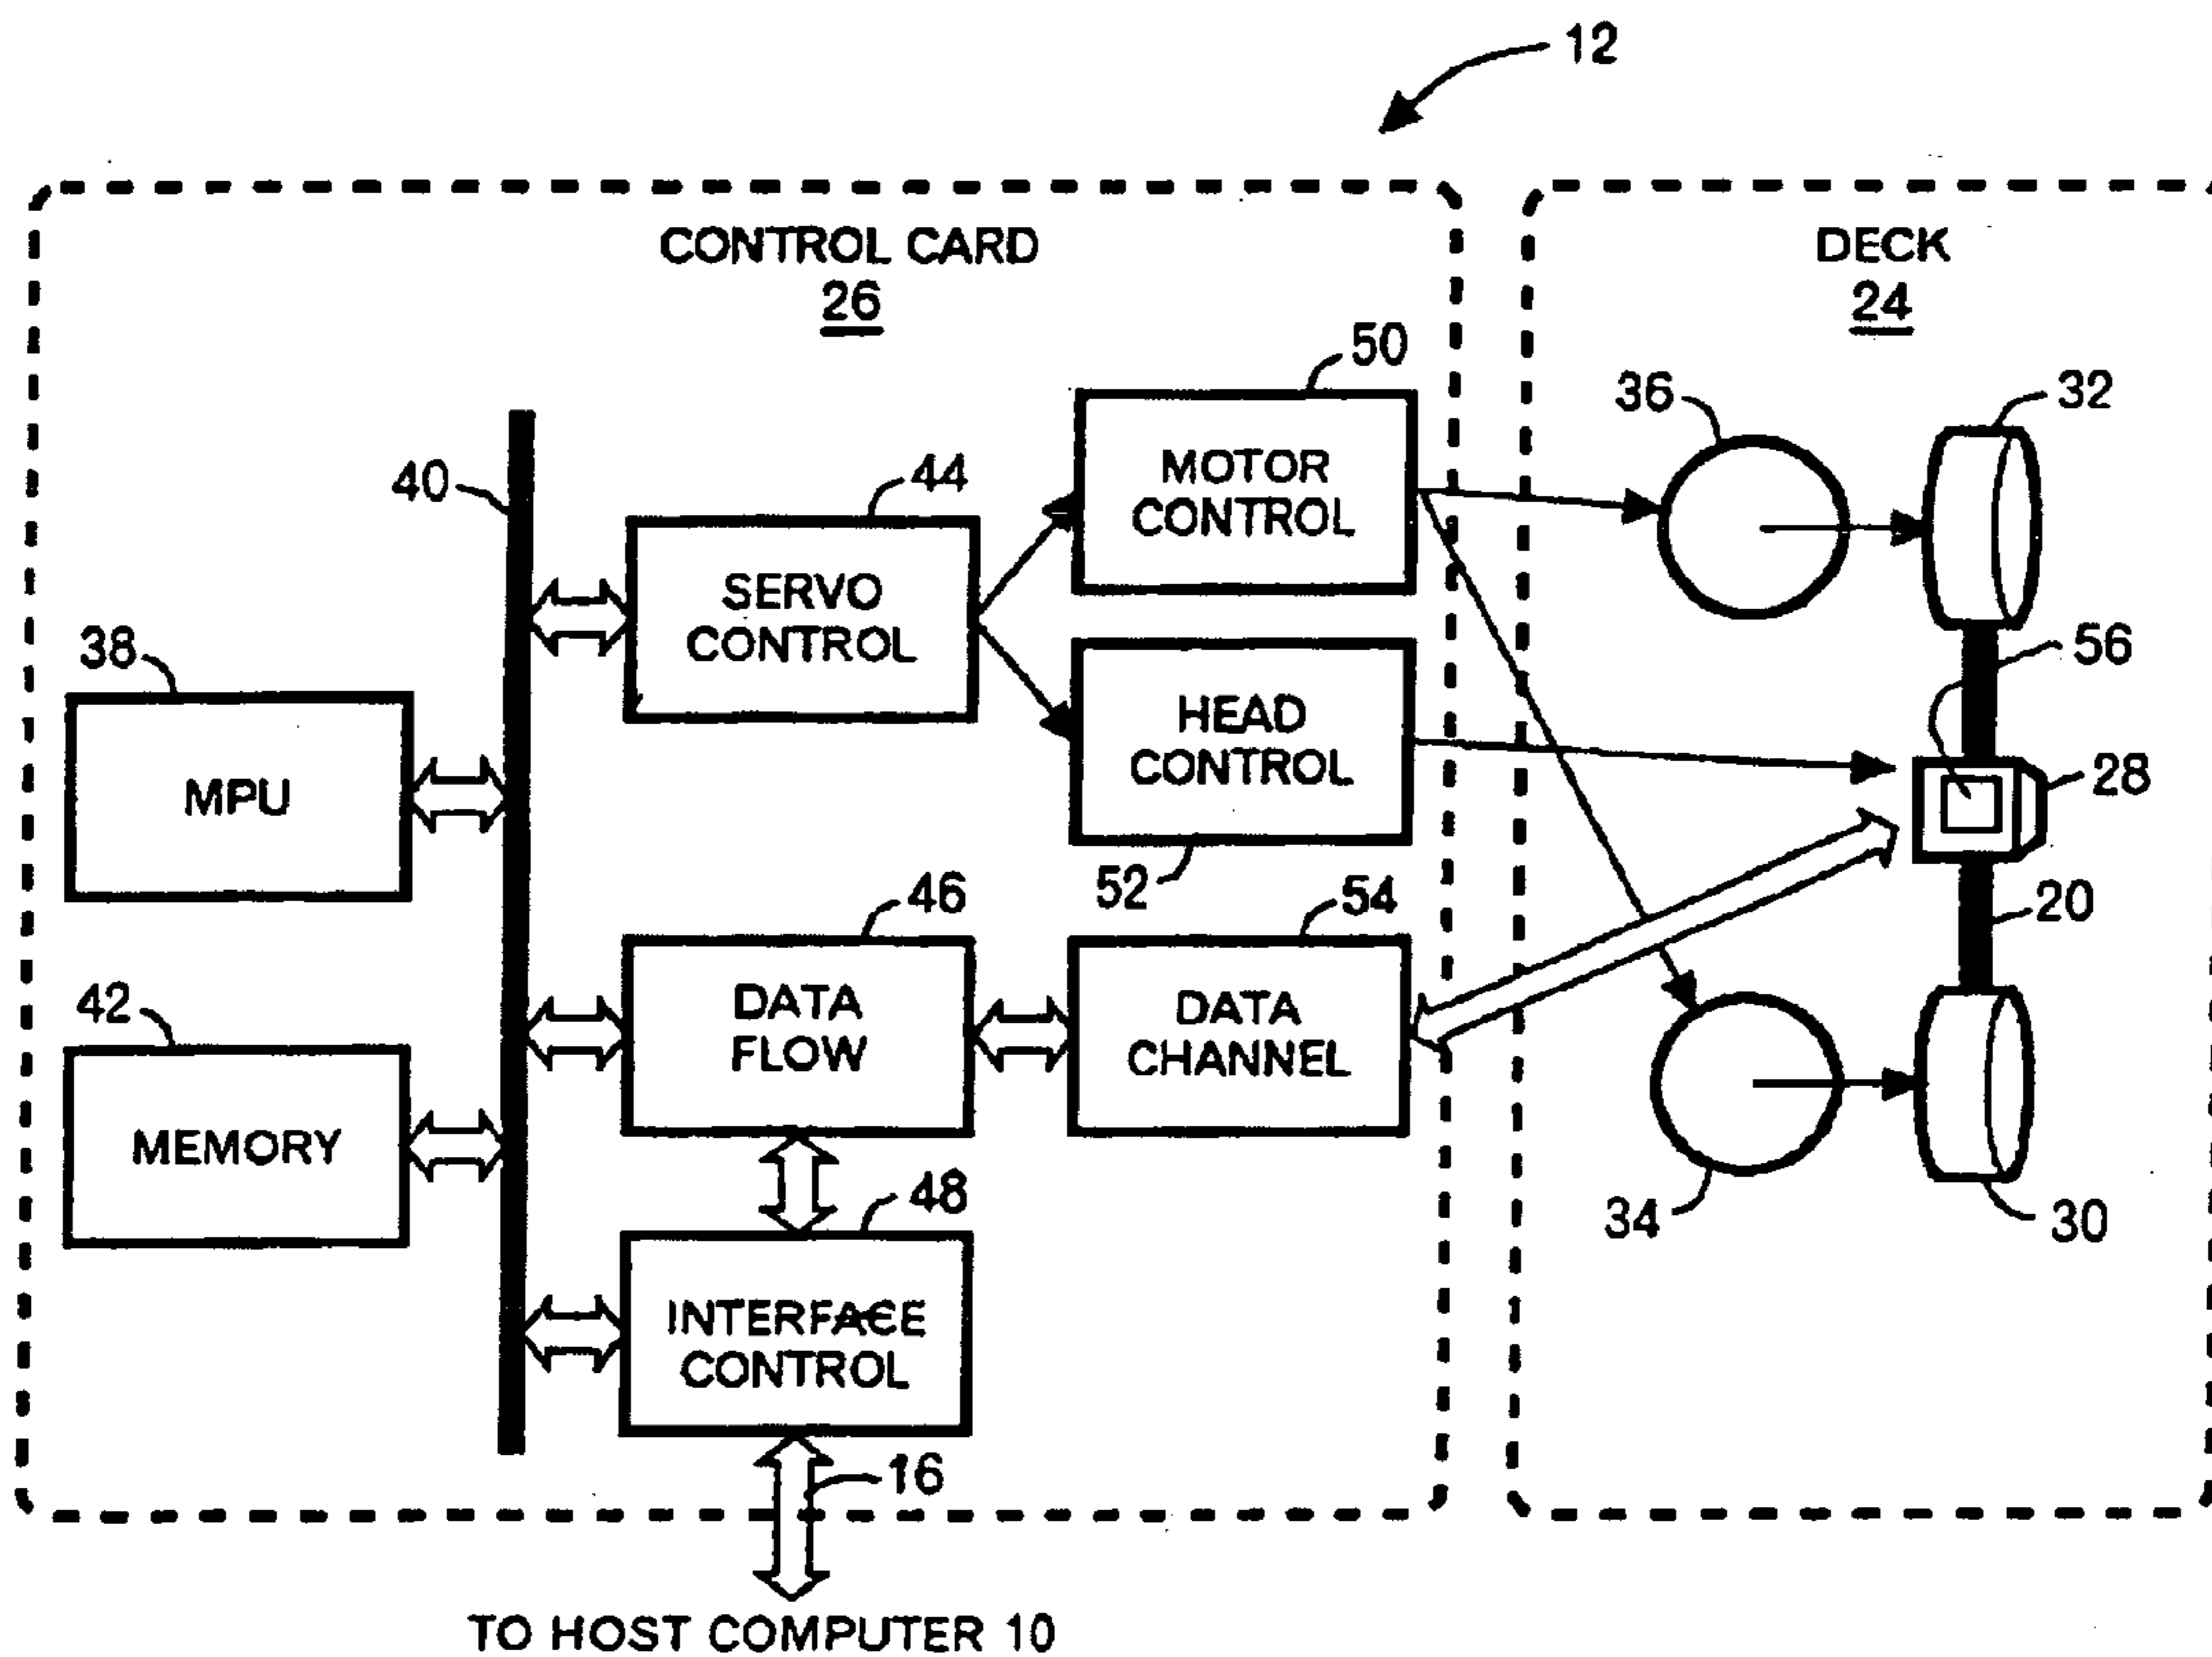 12
CONTROL CARD
26
DECK
24
50
36
32
MOTOR
CONTROL
40
44
SERVO
CONTROL
38
56
HEAD
CONTROL
MPU
28
52
46
54
20
42
DATA
FLOW
DATA
CHANNEL
MEMORY
48
34
30
INTERFACE
CONTROL
16
TO HOST COMPUTER 10